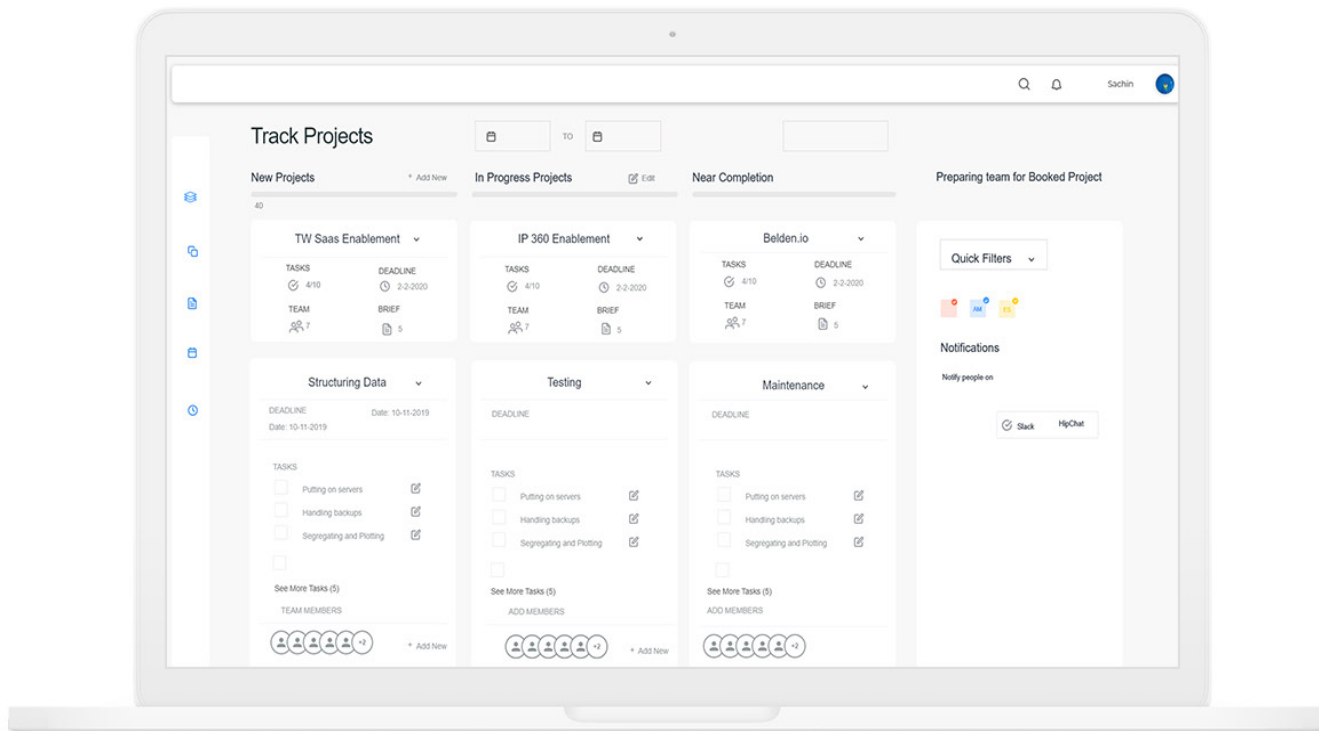 Sachin
Track Projects
TO
New Projects
+ Add New
In Progress Projects
Edit
Near Completion
Preparing team for Booked Project
40
TW Saas Enablement
TASKS
DEADLINE
4/10
2-2-2020
TEAM
BRIEF
7
5
IP 360 Enablement
TASKS
DEADLINE
4/10
2-2-2020
TEAM
BRIEF
7
5
Belden.io
TASKS
DEADLINE
4/10
2-2-2020
TEAM
BRIEF
7
5
Quick Filters
AM
ES
Notifications
Notify people on
Slack
HipChat
Structuring Data
DEADLINE
Date: 10-11-2019
Date: 10-11-2019
TASKS
Putting on servers
Handling backups
Segregating and Plotting
See More Tasks (5)
TEAM MEMBERS
+2
+ Add New
Testing
DEADLINE
TASKS
Putting on servers
Handling backups
Segregating and Plotting
See More Tasks (5)
ADD MEMBERS
+2
+ Add New
Maintenance
DEADLINE
TASKS
Putting on servers
Handling backups
Segregating and Plotting
See More Tasks (5)
ADD MEMBERS
+2